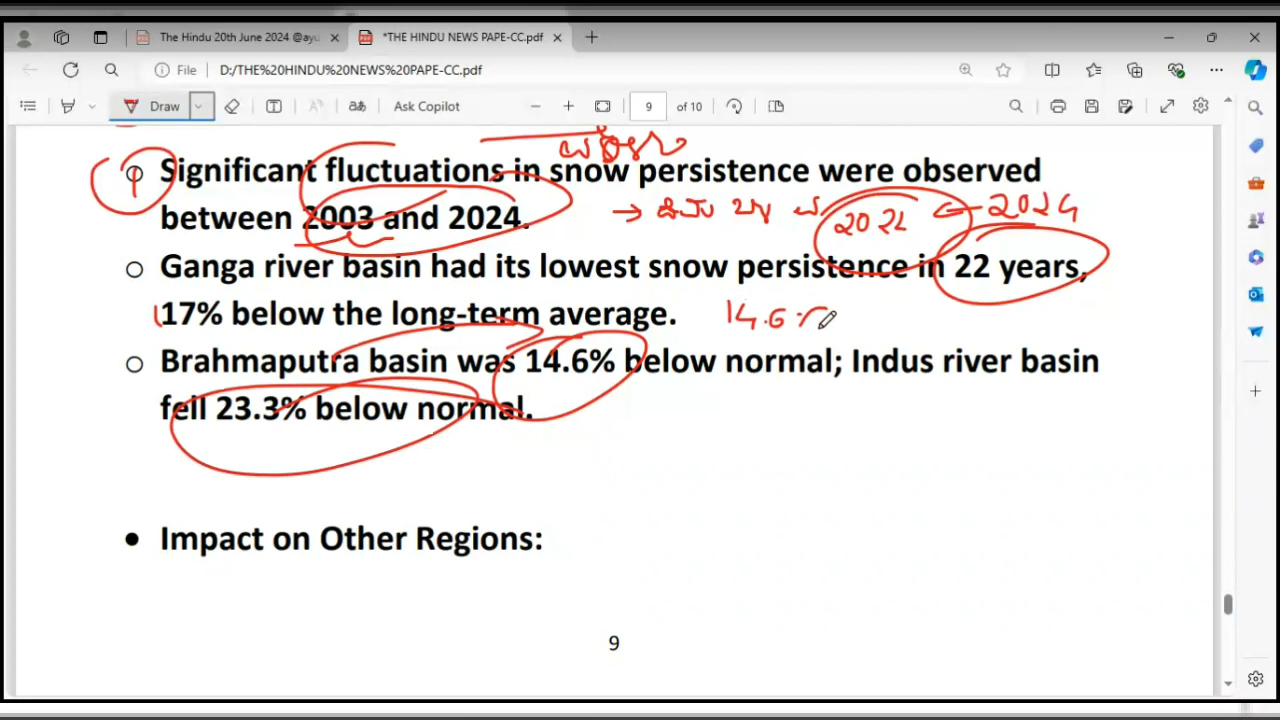 The Hindu 20th June 2024 @ayu
*THE HINDU NEWS PAPE-CC.pdf
File D:/THE%20HINDU%20NEWS%20PAPE-CC.pdf
Draw
Ask Copilot
9 of 10
Significant fluctuations in snow persistence were observed
between 2003 and 2024.
2024
Ganga river basin had its lowest snow persistence in 22 years,
17% below the long-term average.
14.6
Brahmaputra basin was 14.6% below normal; Indus river basin
fell 23.3% below normal.
Impact on Other Regions:
9